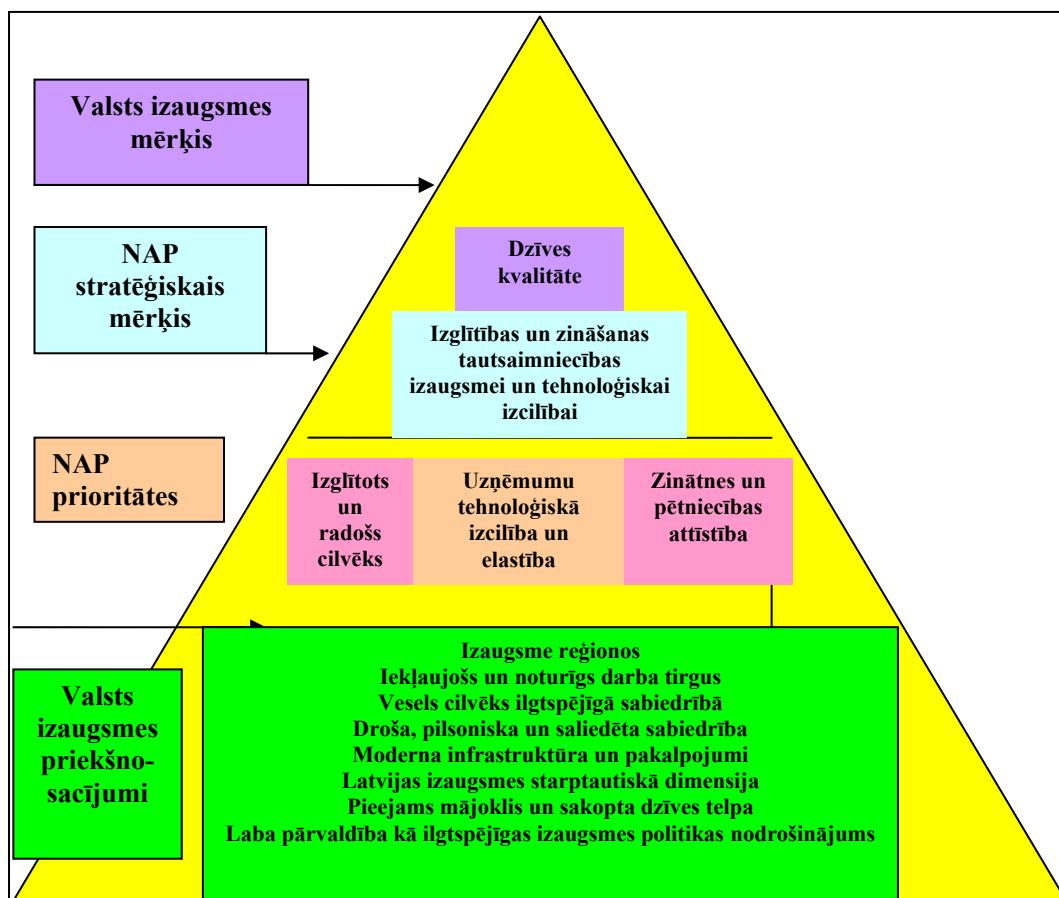 Valsts izaugsmes
mērķis
NAP
stratēģiskais
mērķis
Dzīves
kvalitāte
Izglītības un zināšanas
tautsaimniecības
izaugsmei un tehnoloģiskai
izcilībai
NAP
prioritātes
Izglītots
un
radošs
cilvēks
Uzņēmumu
tehnoloģiskā
izcilība un
elastība
Zinātnes un
pētniecības
attīstība
Valsts
izaugsmes
priekšno-
sacījumi
Izaugsme reģionos
Iekļaujošs un noturīgs darba tirgus
Vesels cilvēks ilgtspējīgā sabiedrībā
Droša, pilsoniska un saliedēta sabiedrība
Moderna infrastruktūra un pakalpojumi
Latvijas izaugsmes starptautiskā dimensija
Pieejams mājoklis un sakopta dzīves telpa
Laba pārvaldība kā ilgtspējīgas izaugsmes politikas nodrošinājums